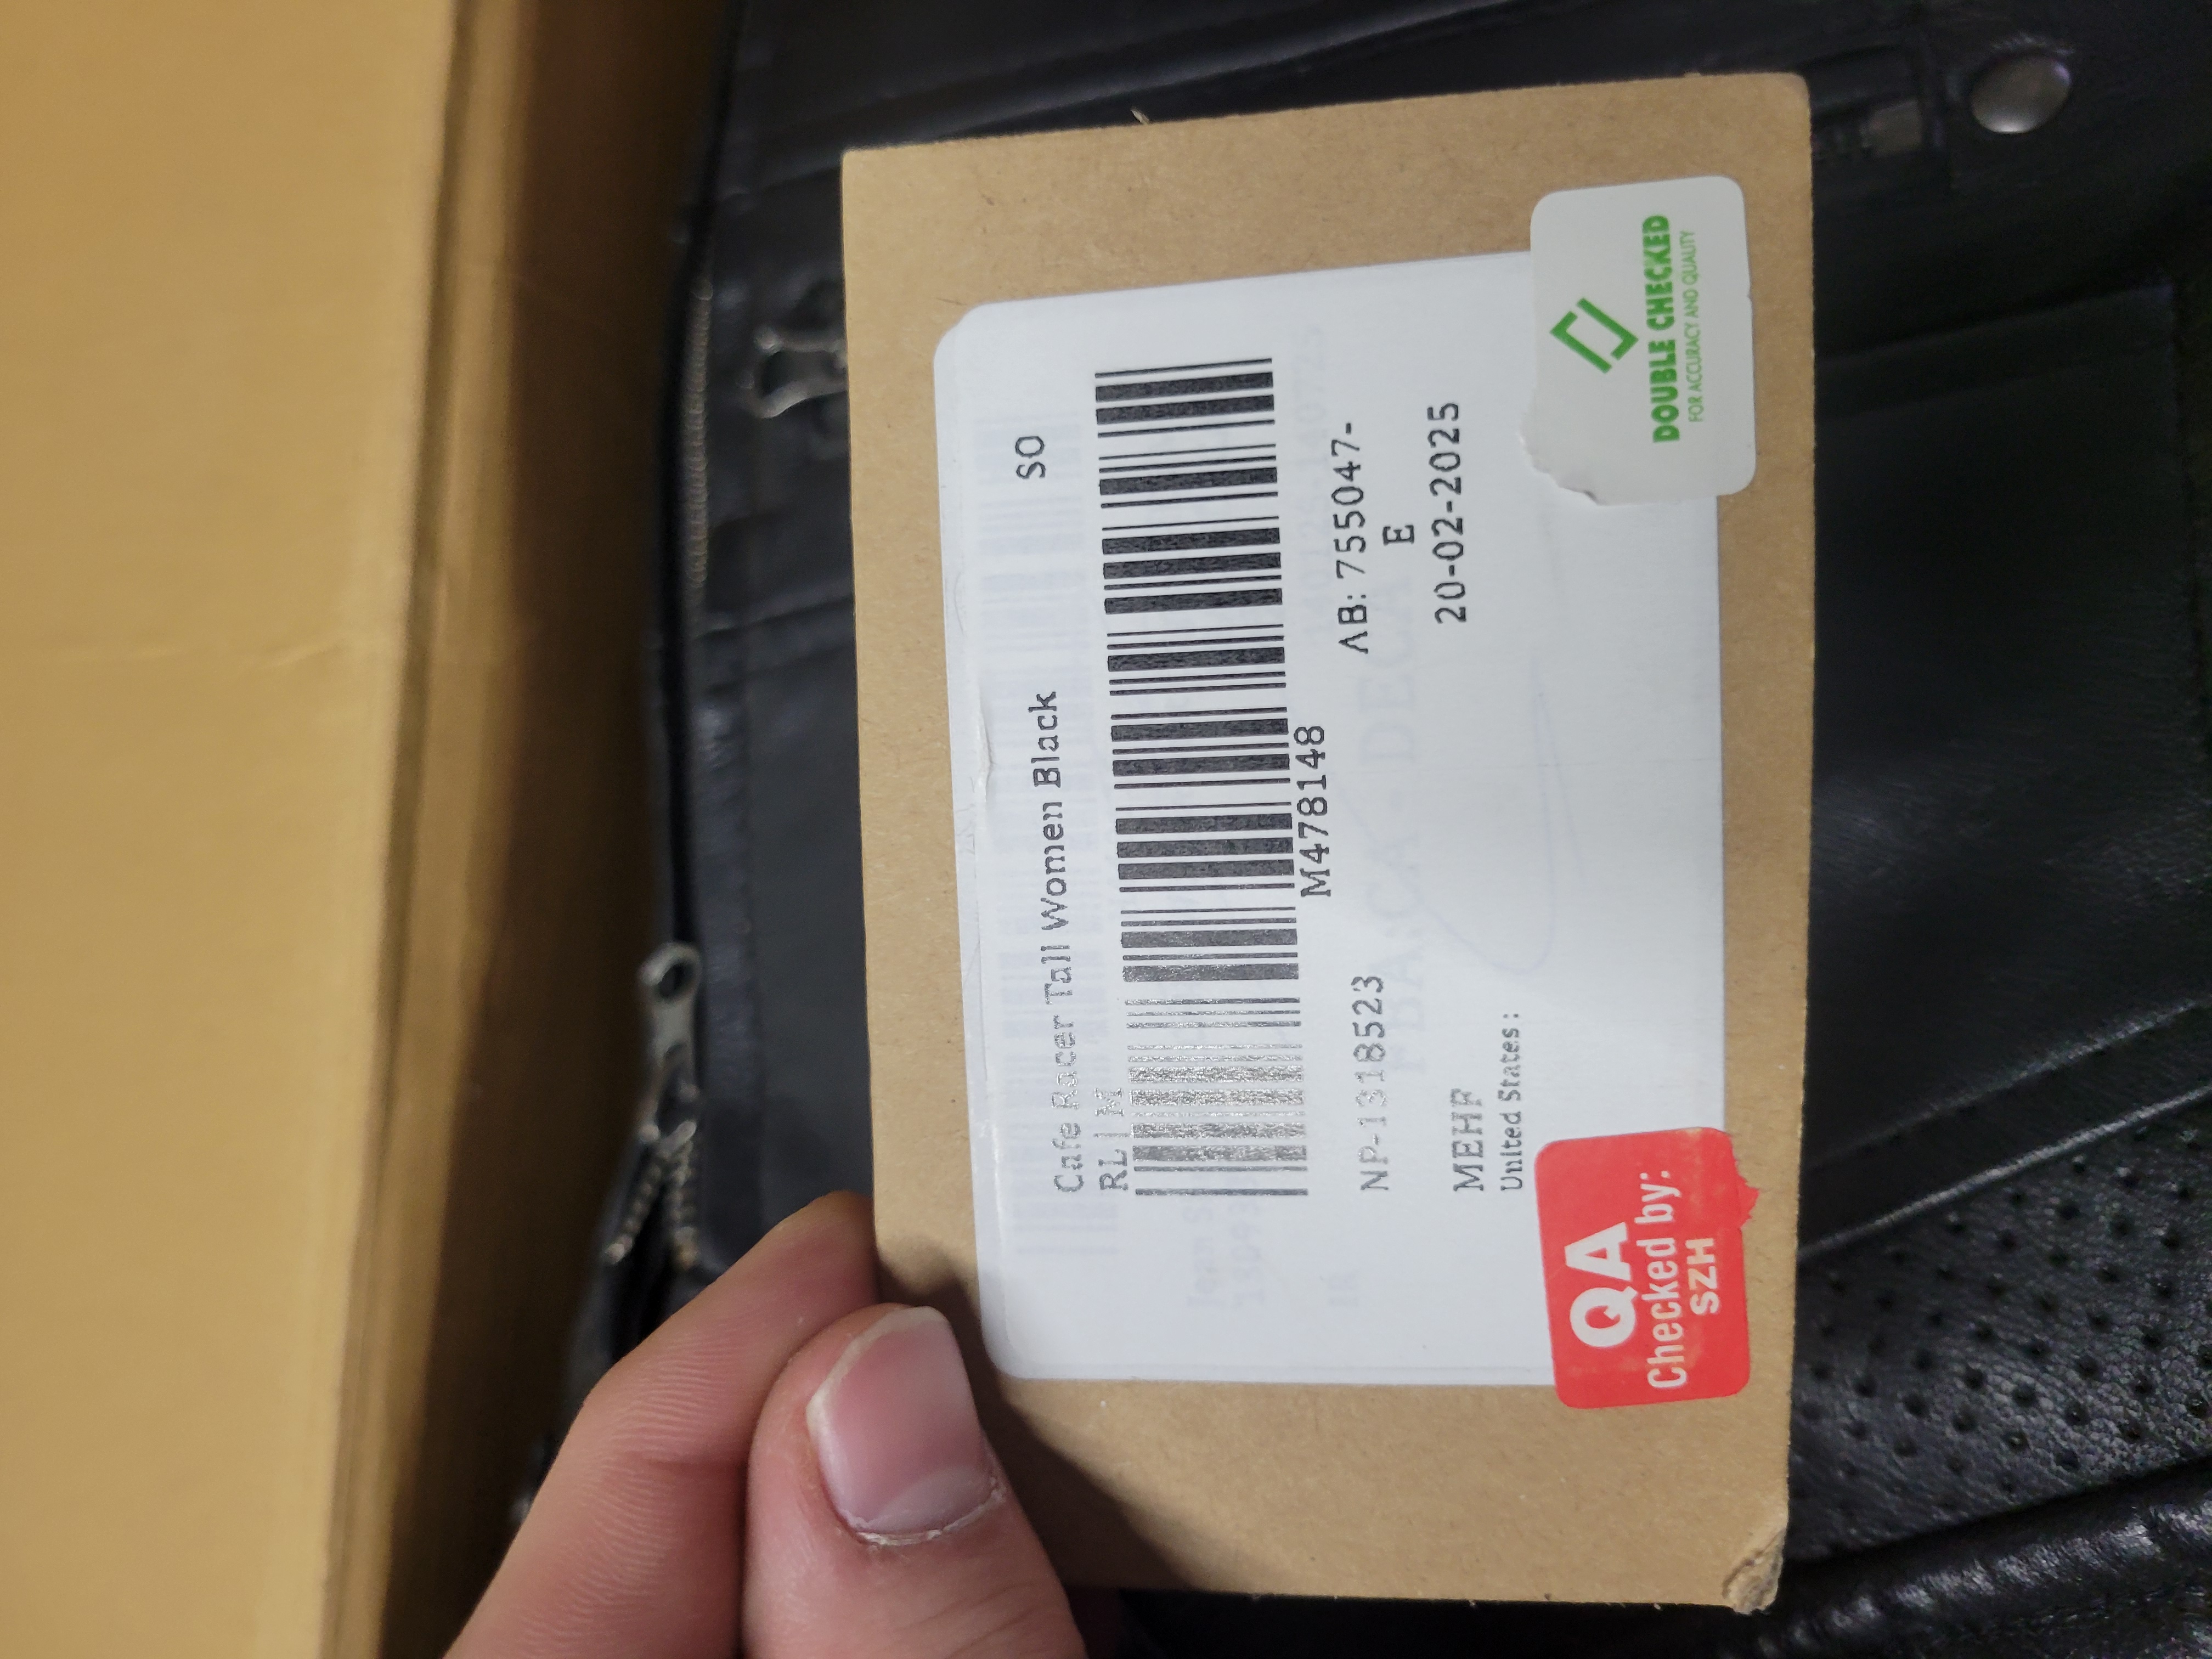 Cafe Racer Tall Women Black SO
RL | M
M478148
NP-1318523 AB: 755047-
E
MEHF 20-02-2025
United States:
QA
Checked by:
SZH
DOUBLE CHECKED
FOR ACCURACY AND QUALITY